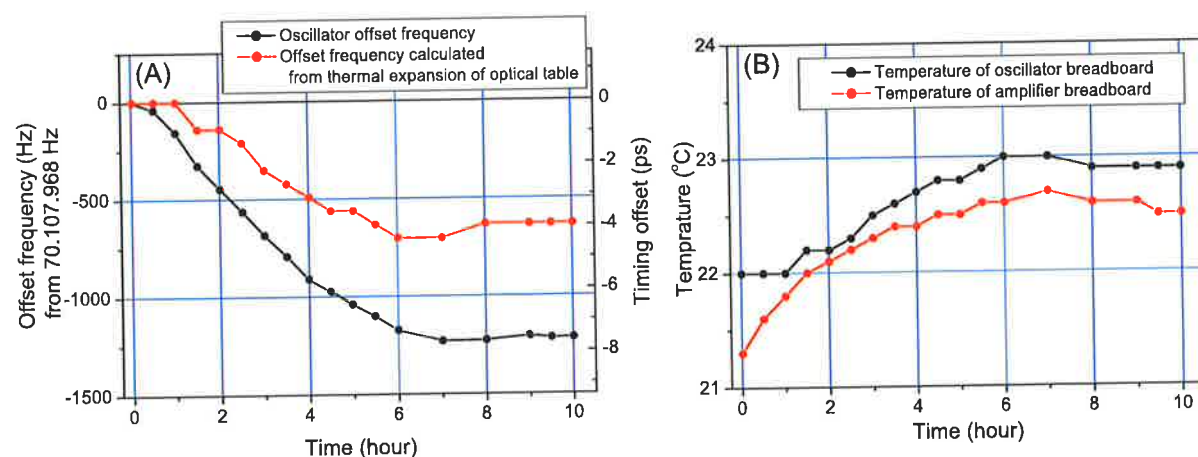 (A)
Oscillator offset frequency
Offset frequency calculated
from thermal expansion of optical table
Offset frequency (Hz)
from 70.107.968 Hz
0
-500
-1000
-1500
0
2
4
6
8
10
Time (hour)
0
-2
-4
-6
-8
Timing offset (ps)
(B)
Temperature of oscillator breadboard
Temperature of amplifier breadboard
Temprature (°C)
24
23
22
21
0
2
4
6
8
10
Time (hour)